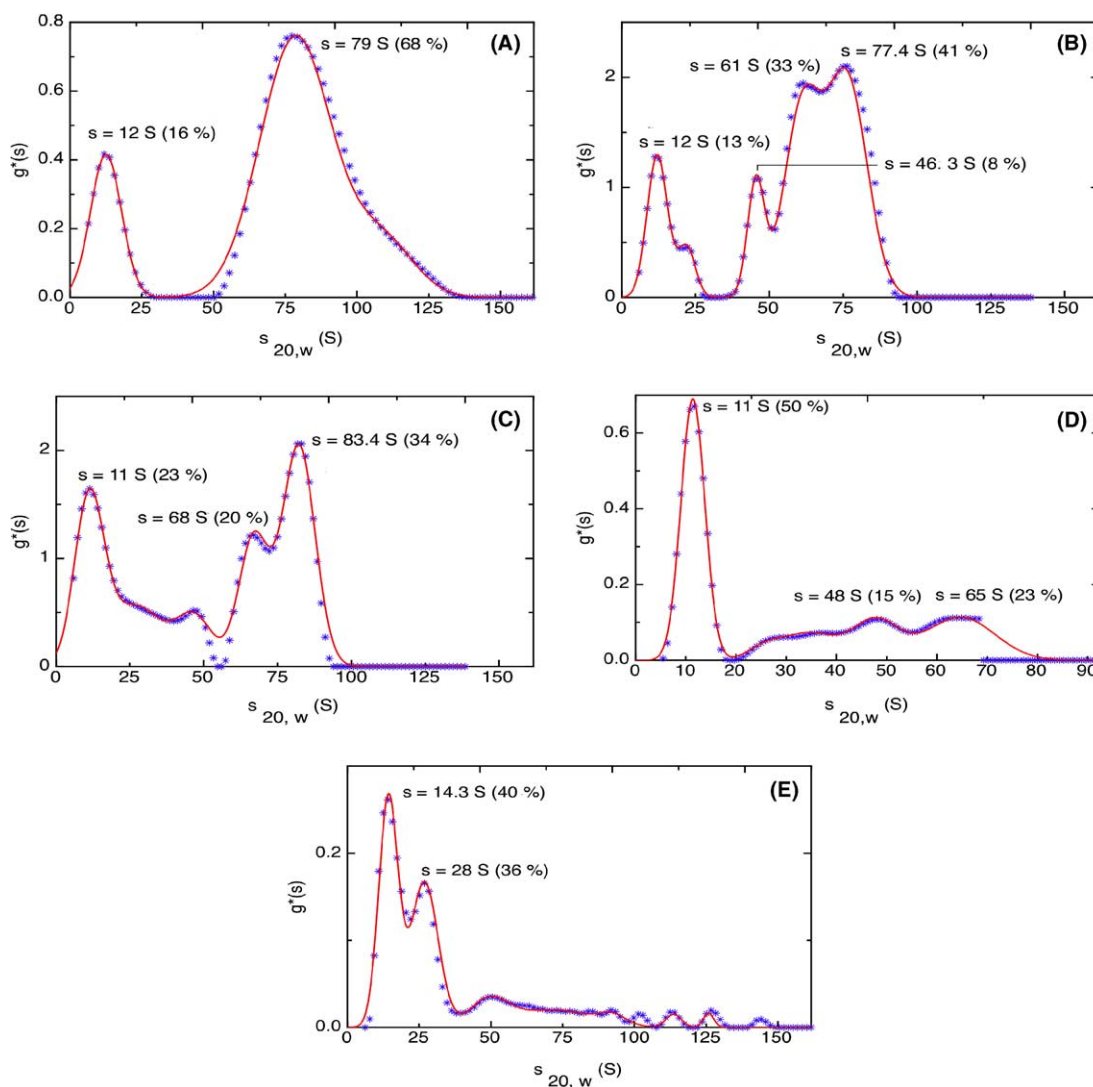 (A)
s = 79 S (68 %)
s = 12 S (16 %)
g*(s)
0.8
0.6
0.4
0.2
0.0
0 25 50 75 100 125 150
s 20,w (S)
(B)
s = 77.4 S (41 %)
s = 61 S (33 %)
s = 12 S (13 %)
s = 46. 3 S (8 %)
g*(s)
2
1
0
0 25 50 75 100 125 150
s 20,w (S)
(C)
s = 83.4 S (34 %)
s = 11 S (23 %)
s = 68 S (20 %)
g*(s)
2
1
0
0 25 50 75 100 125 150
s 20, w (S)
(D)
s = 11 S (50 %)
s = 48 S (15 %) s = 65 S (23 %)
g*(s)
0.6
0.4
0.2
0.0
0 10 20 30 40 50 60 70 80 90
s 20,w (S)
(E)
s = 14.3 S (40 %)
s = 28 S (36 %)
g*(s)
0.2
0.0
0 25 50 75 100 125 150
s 20, w (S)